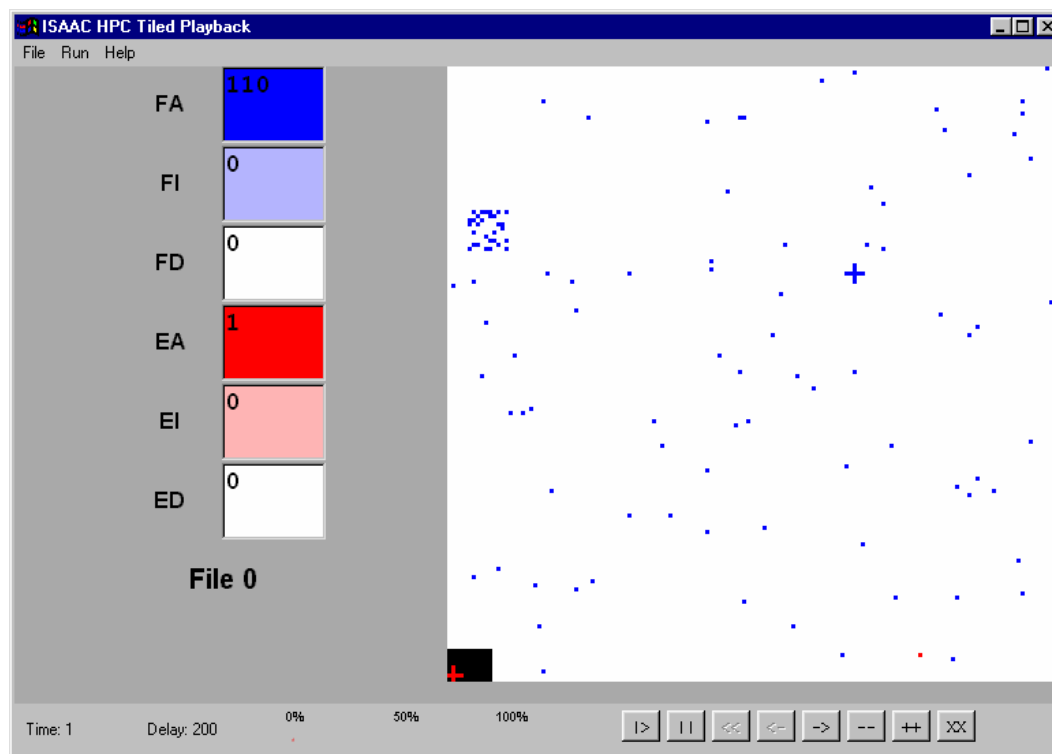 ISAAC HPC Tiled Playback
File Run Help
FA 110
FI 0
FD 0
EA 1
EI 0
ED 0
File 0
Time: 1 Delay: 200 0% 50% 100% |> || << <- -> -- ++ XX